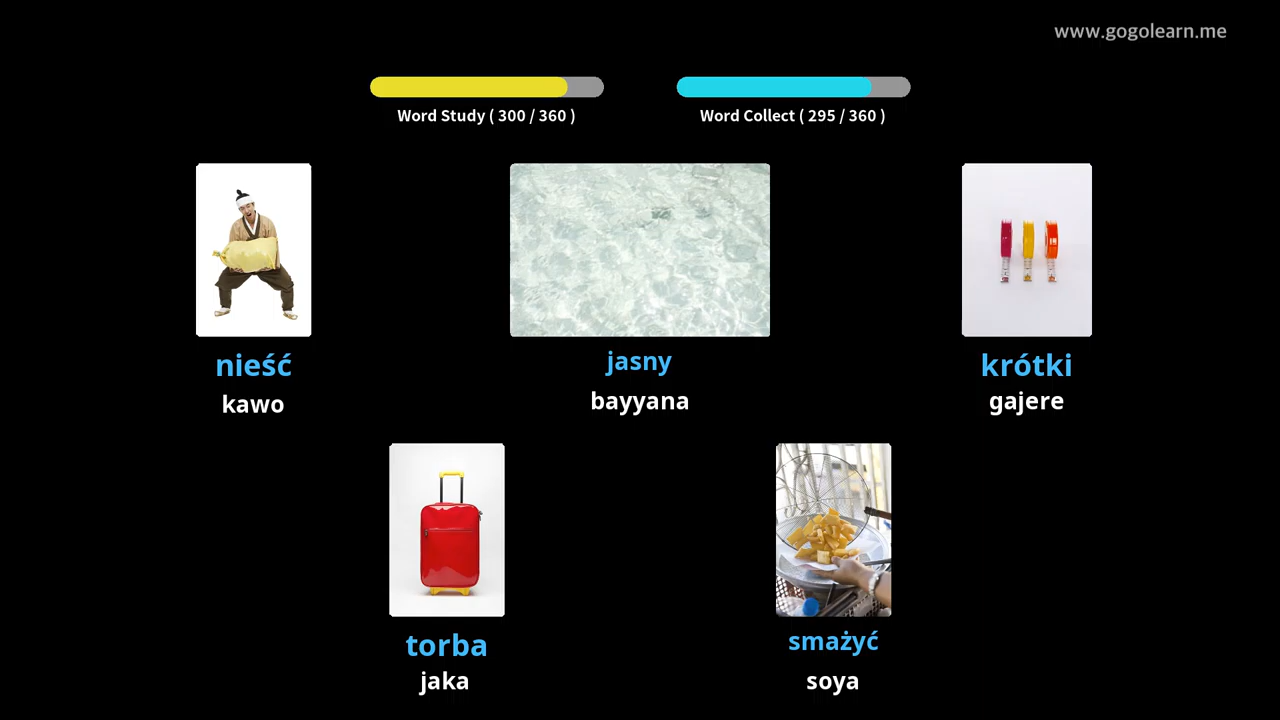 www.gogolearn.me
Word Study ( 300 / 360 )
Word Collect ( 295 / 360 )
nieść
kawo
jasny
bayyana
krótki
gajere
torba
jaka
smażyć
soya